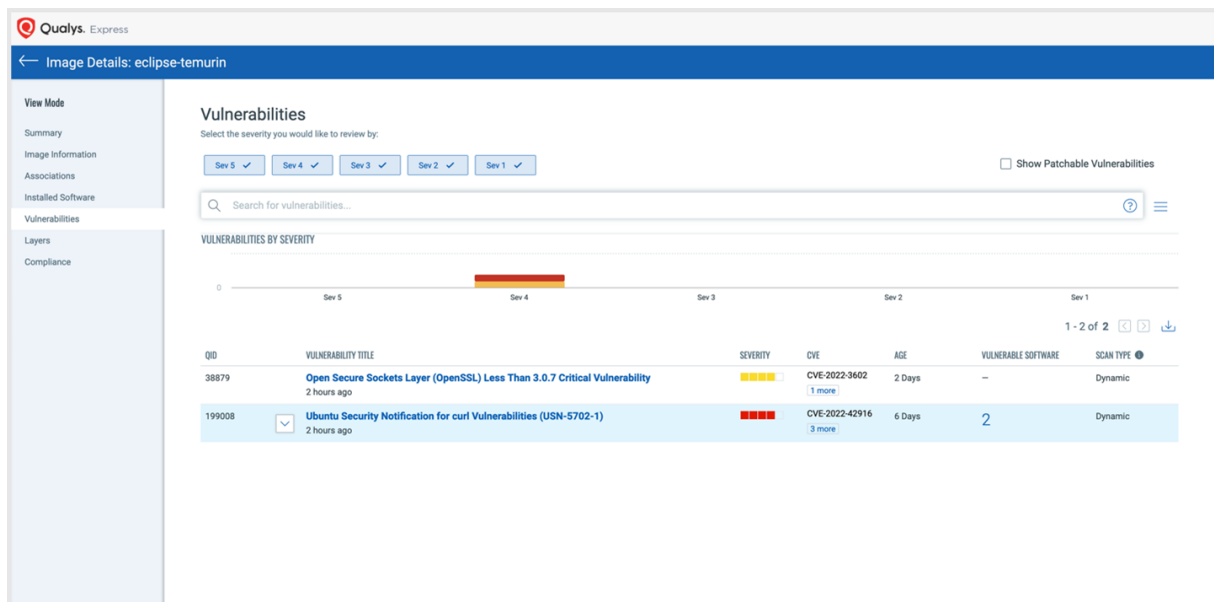 Qualys. Express
Image Details: eclipse-temurin
View Mode
Summary
Image Information
Associations
Installed Software
Vulnerabilities
Layers
Compliance
Vulnerabilities
Select the severity you would like to review by:
Sev 5 Sev 4 Sev 3 Sev 2 Sev 1
Show Patchable Vulnerabilities
Search for vulnerabilities...
VULNERABILITIES BY SEVERITY
0
Sev 5 Sev 4 Sev 3 Sev 2 Sev 1
1 - 2 of 2
QID VULNERABILITY TITLE SEVERITY CVE AGE VULNERABLE SOFTWARE SCAN TYPE
38879 Open Secure Sockets Layer (OpenSSL) Less Than 3.0.7 Critical Vulnerability CVE-2022-3602 2 Days – Dynamic
2 hours ago 1 more
199008 Ubuntu Security Notification for curl Vulnerabilities (USN-5702-1) CVE-2022-42916 6 Days 2 Dynamic
2 hours ago 3 more